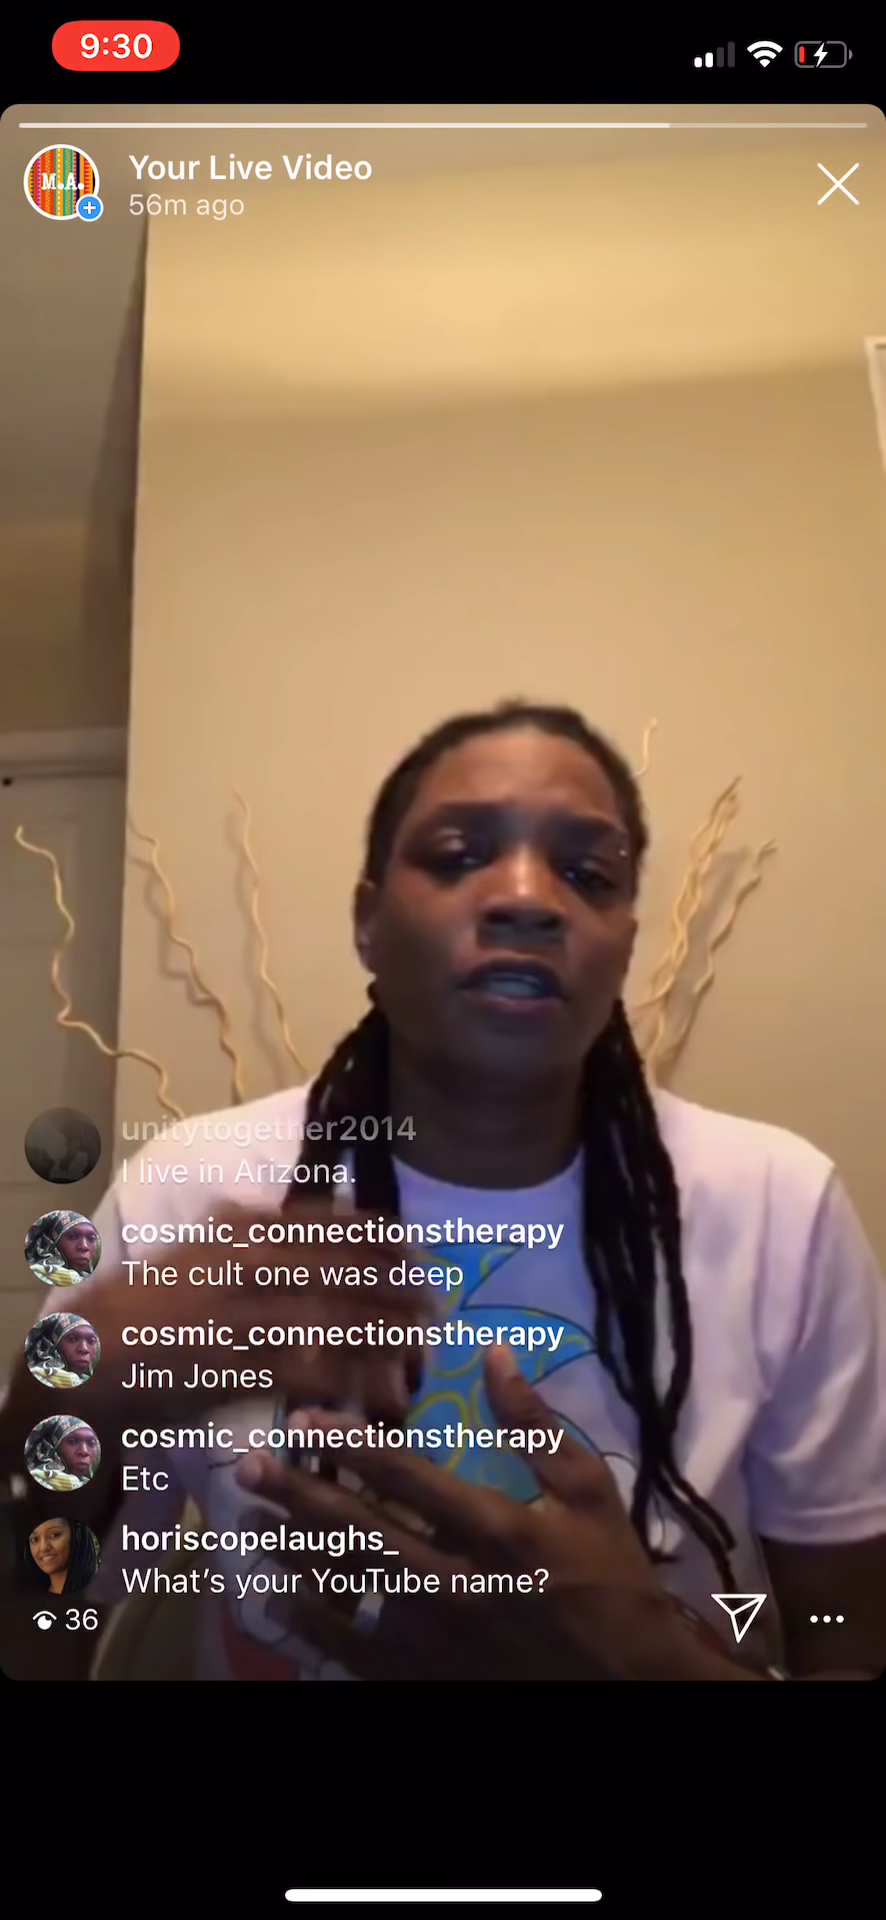 9:30
M.A.
Your Live Video
56m ago
unitytogether2014
I live in Arizona.
cosmic_connectionstherapy
The cult one was deep
cosmic_connectionstherapy
Jim Jones
cosmic_connectionstherapy
Etc
horiscopelaughs_
What's your YouTube name?
36